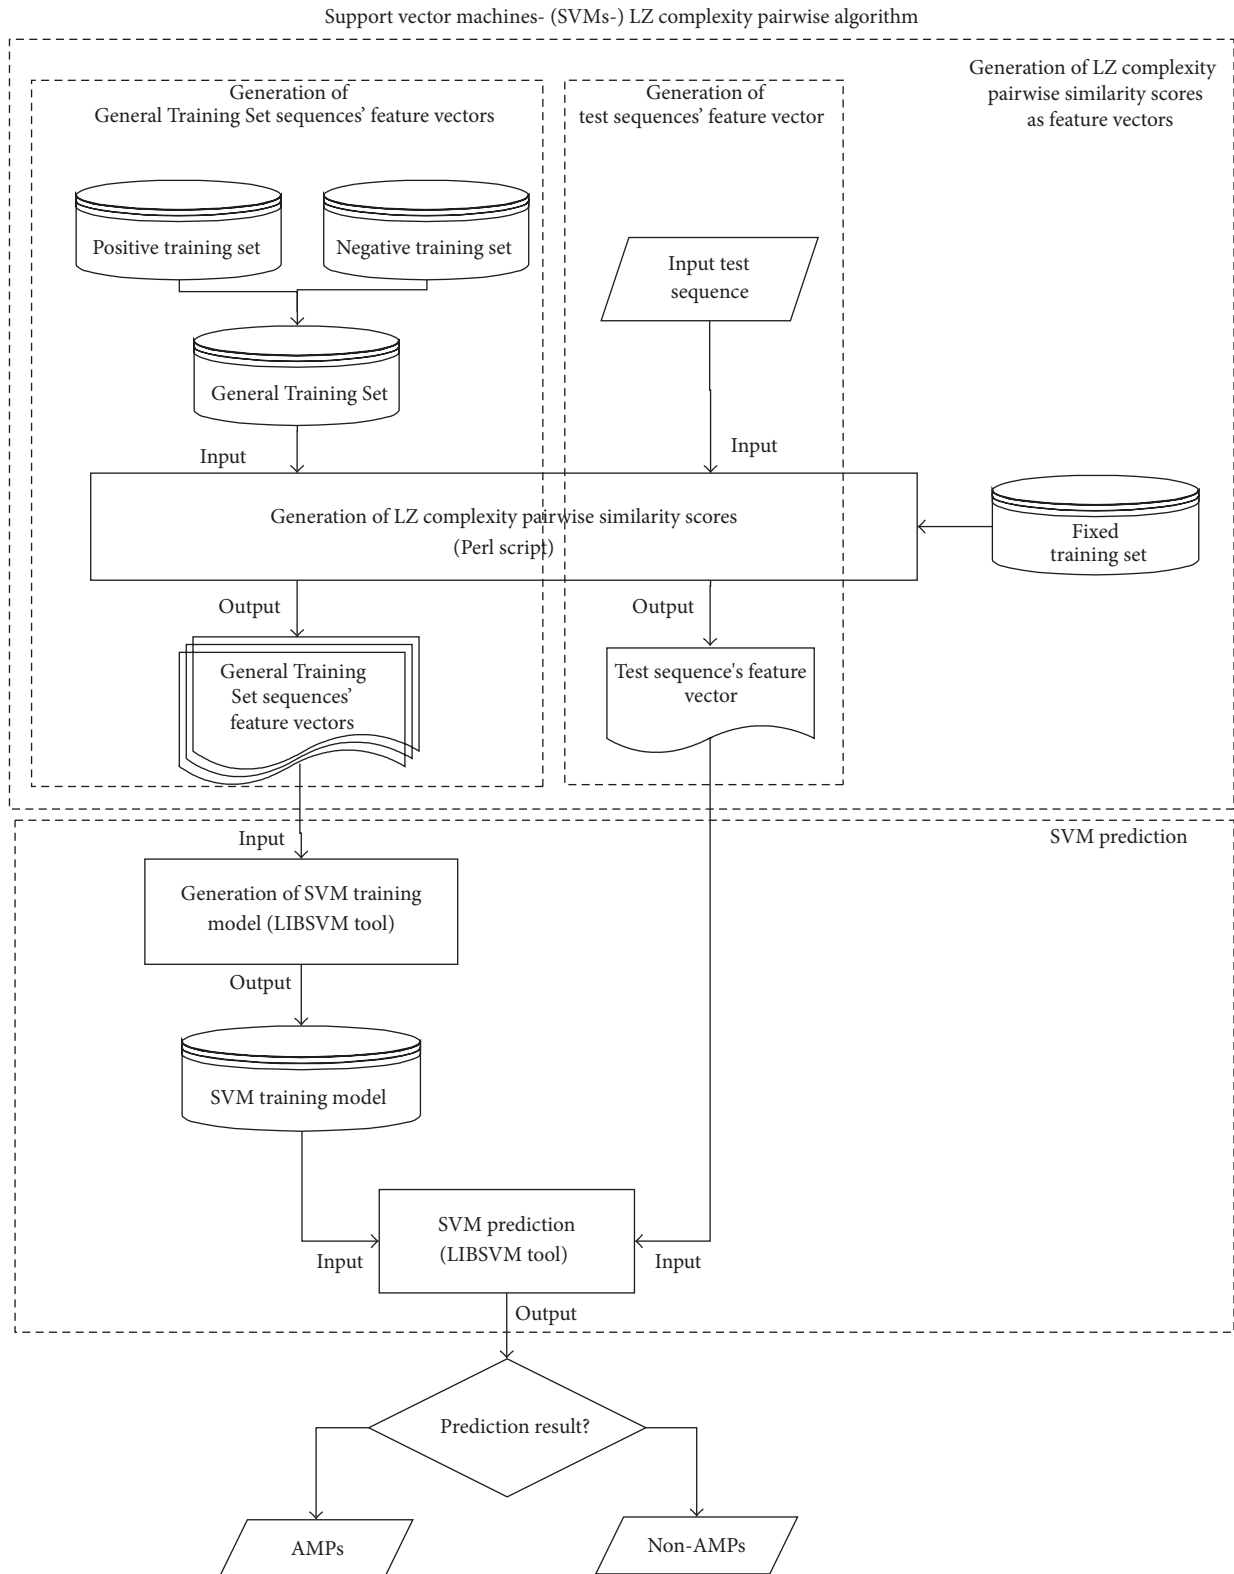 Support vector machines- (SVMs-) LZ complexity pairwise algorithm
Generation of LZ complexity
pairwise similarity scores
as feature vectors
Generation of
General Training Set sequences’ feature vectors
Generation of
test sequences’ feature vector
Positive training set
Negative training set
Input test
sequence
General Training Set
Input
Input
Generation of LZ complexity pairwise similarity scores
(Perl script)
Fixed
training set
Output
Output
General Training
Set sequences’
feature vectors
Test sequence's feature
vector
SVM prediction
Input
Generation of SVM training
model (LIBSVM tool)
Output
SVM training model
SVM prediction
(LIBSVM tool)
Input
Input
Output
Prediction result?
AMPs
Non-AMPs